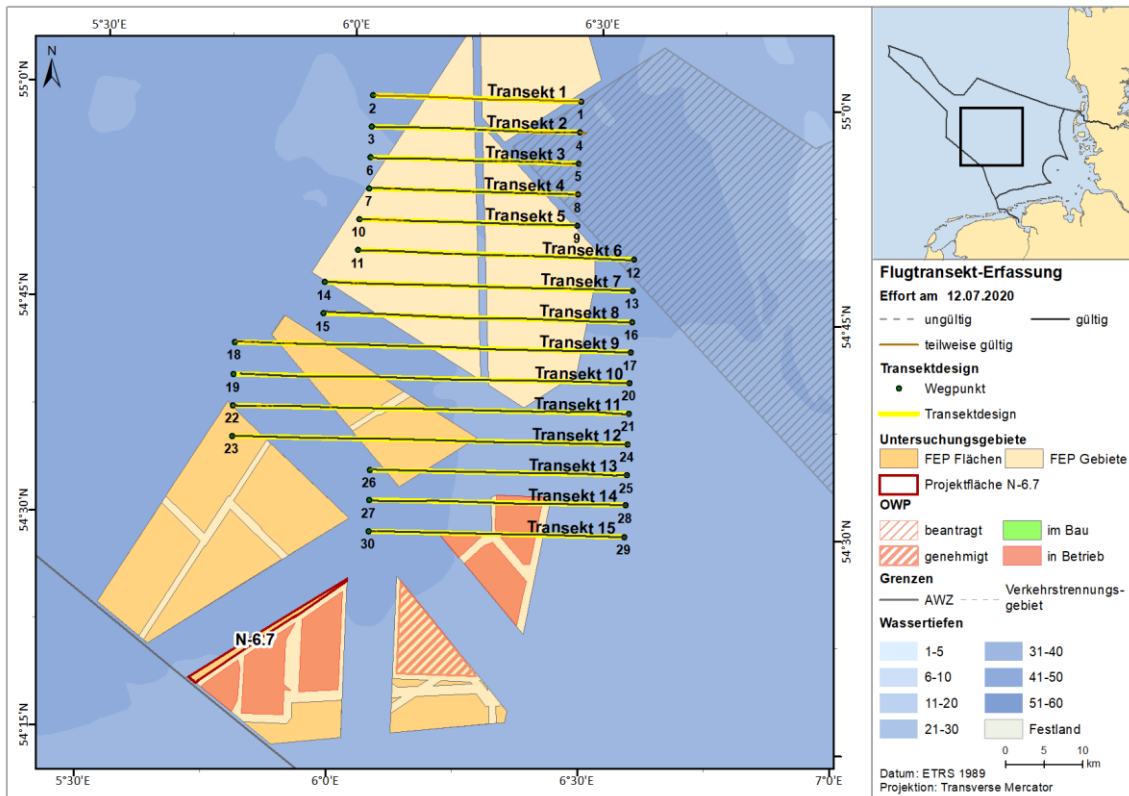 5°30'E 6°0'E 6°30'E
N
55°0'N
55°0'N
Transekt 1
2 1
Transekt 2
3 4
Transekt 3
6 5
Transekt 4
7 8
Transekt 5
10 9
Transekt 6
11 12
Transekt 7
14 13
54°45'N
54°45'N
Transekt 8
15 16
Transekt 9
18 17
Transekt 10
19 20
Transekt 11
22 21
Transekt 12
23 24
Transekt 13
26 25
Transekt 14
27 28
54°30'N
54°30'N
Transekt 15
30 29
N-6.7
54°15'N
5°30'E 6°0'E 6°30'E 7°0'E
Flugtransekt-Erfassung
Effort am 12.07.2020
ungültig gültig
teilweise gültig
Transektdesign
Wegpunkt
Transektdesign
Untersuchungsgebiete
FEP Flächen FEP Gebiete
Projektfläche N-6.7
OWP
beantragt im Bau
genehmigt in Betrieb
Grenzen
AWZ Verkehrstrennungs-
gebiet
Wassertiefen
1-5 31-40
6-10 41-50
11-20 51-60
21-30 Festland
0 5 10
km
Datum: ETRS 1989
Projektion: Transverse Mercator